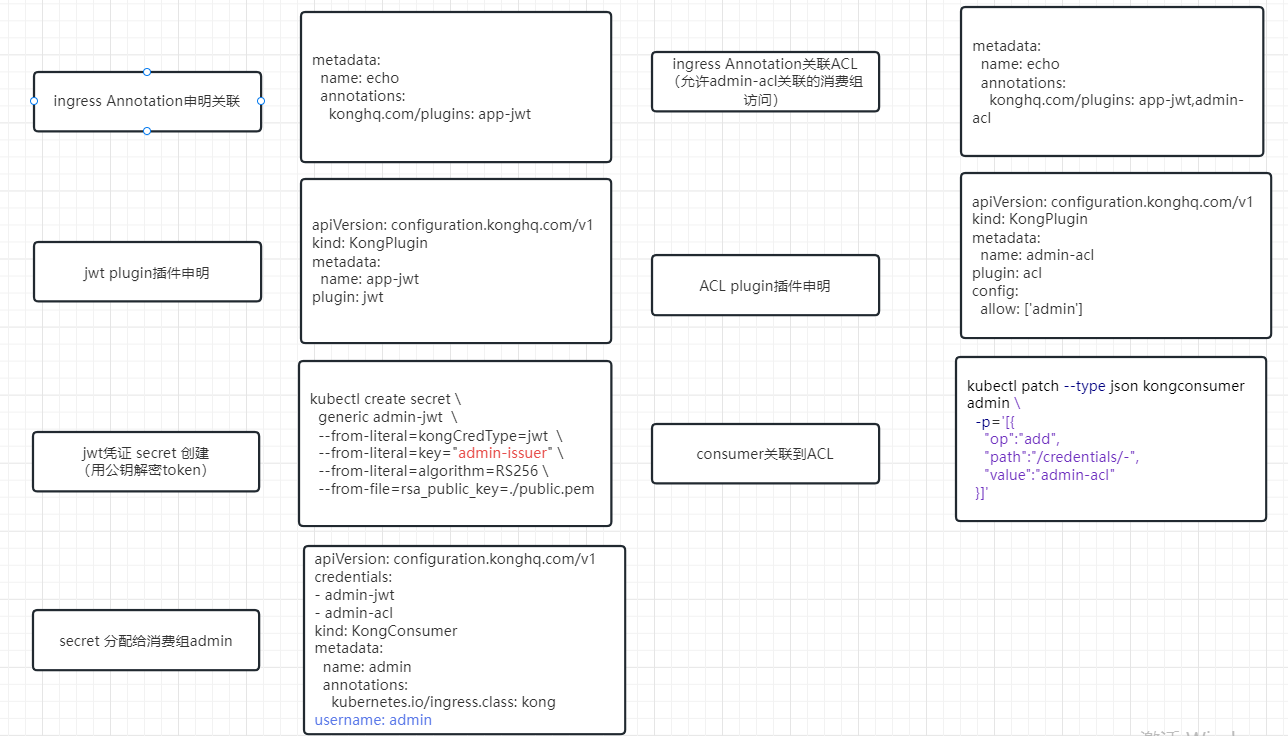 ingress Annotation申明关联
metadata:
  name: echo
  annotations:
    konghq.com/plugins: app-jwt
ingress Annotation关联ACL
（允许admin-acl关联的消费组
访问）
metadata:
  name: echo
  annotations:
    konghq.com/plugins: app-jwt,admin-
acl
jwt plugin插件申明
apiVersion: configuration.konghq.com/v1
kind: KongPlugin
metadata:
  name: app-jwt
plugin: jwt
ACL plugin插件申明
apiVersion: configuration.konghq.com/v1
kind: KongPlugin
metadata:
  name: admin-acl
plugin: acl
config:
  allow: ['admin']
jwt凭证 secret 创建
（用公钥解密token）
kubectl create secret \
  generic admin-jwt  \
  --from-literal=kongCredType=jwt  \
  --from-literal=key="admin-issuer" \
  --from-literal=algorithm=RS256 \
  --from-file=rsa_public_key=./public.pem
consumer关联到ACL
kubectl patch --type json kongconsumer
admin \
  -p='[{
    "op":"add",
    "path":"/credentials/-",
    "value":"admin-acl"
  }]'
secret 分配给消费组admin
apiVersion: configuration.konghq.com/v1
credentials:
- admin-jwt
- admin-acl
kind: KongConsumer
metadata:
  name: admin
  annotations:
    kubernetes.io/ingress.class: kong
username: admin